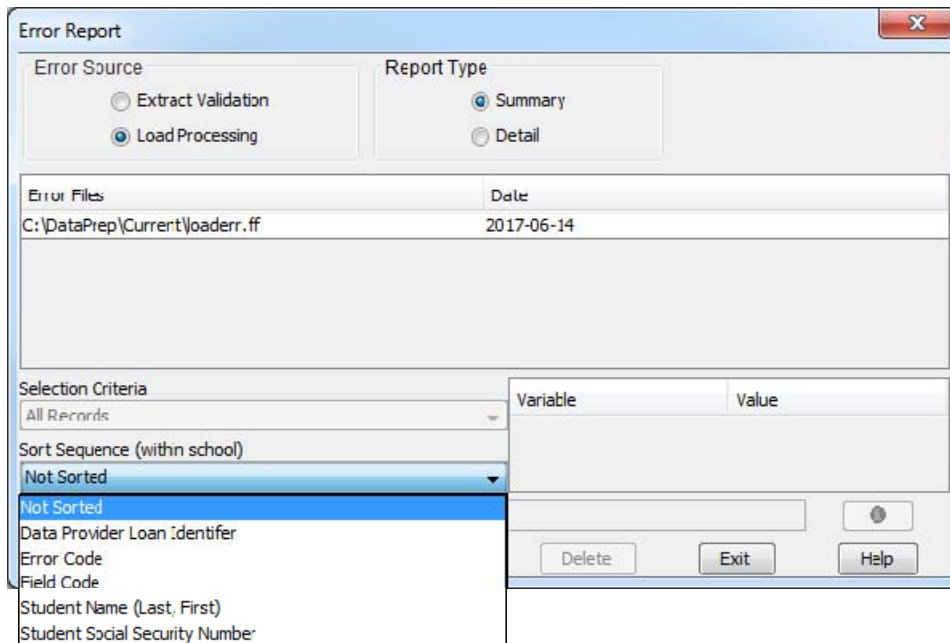 Error Report
Error Source
Report Type
Extract Validation
Summary
Load Processing
Detail
Error Files Date
C:\DataPrep\Current\loaderr.ff 2017-06-14
Selection Criteria
Variable Value
All Records
Sort Sequence (within school)
Not Sorted
Not Sorted
Data Provider Loan Identifer
Error Code
Delete Exit Help
Field Code
Student Name (Last, First)
Student Social Security Number